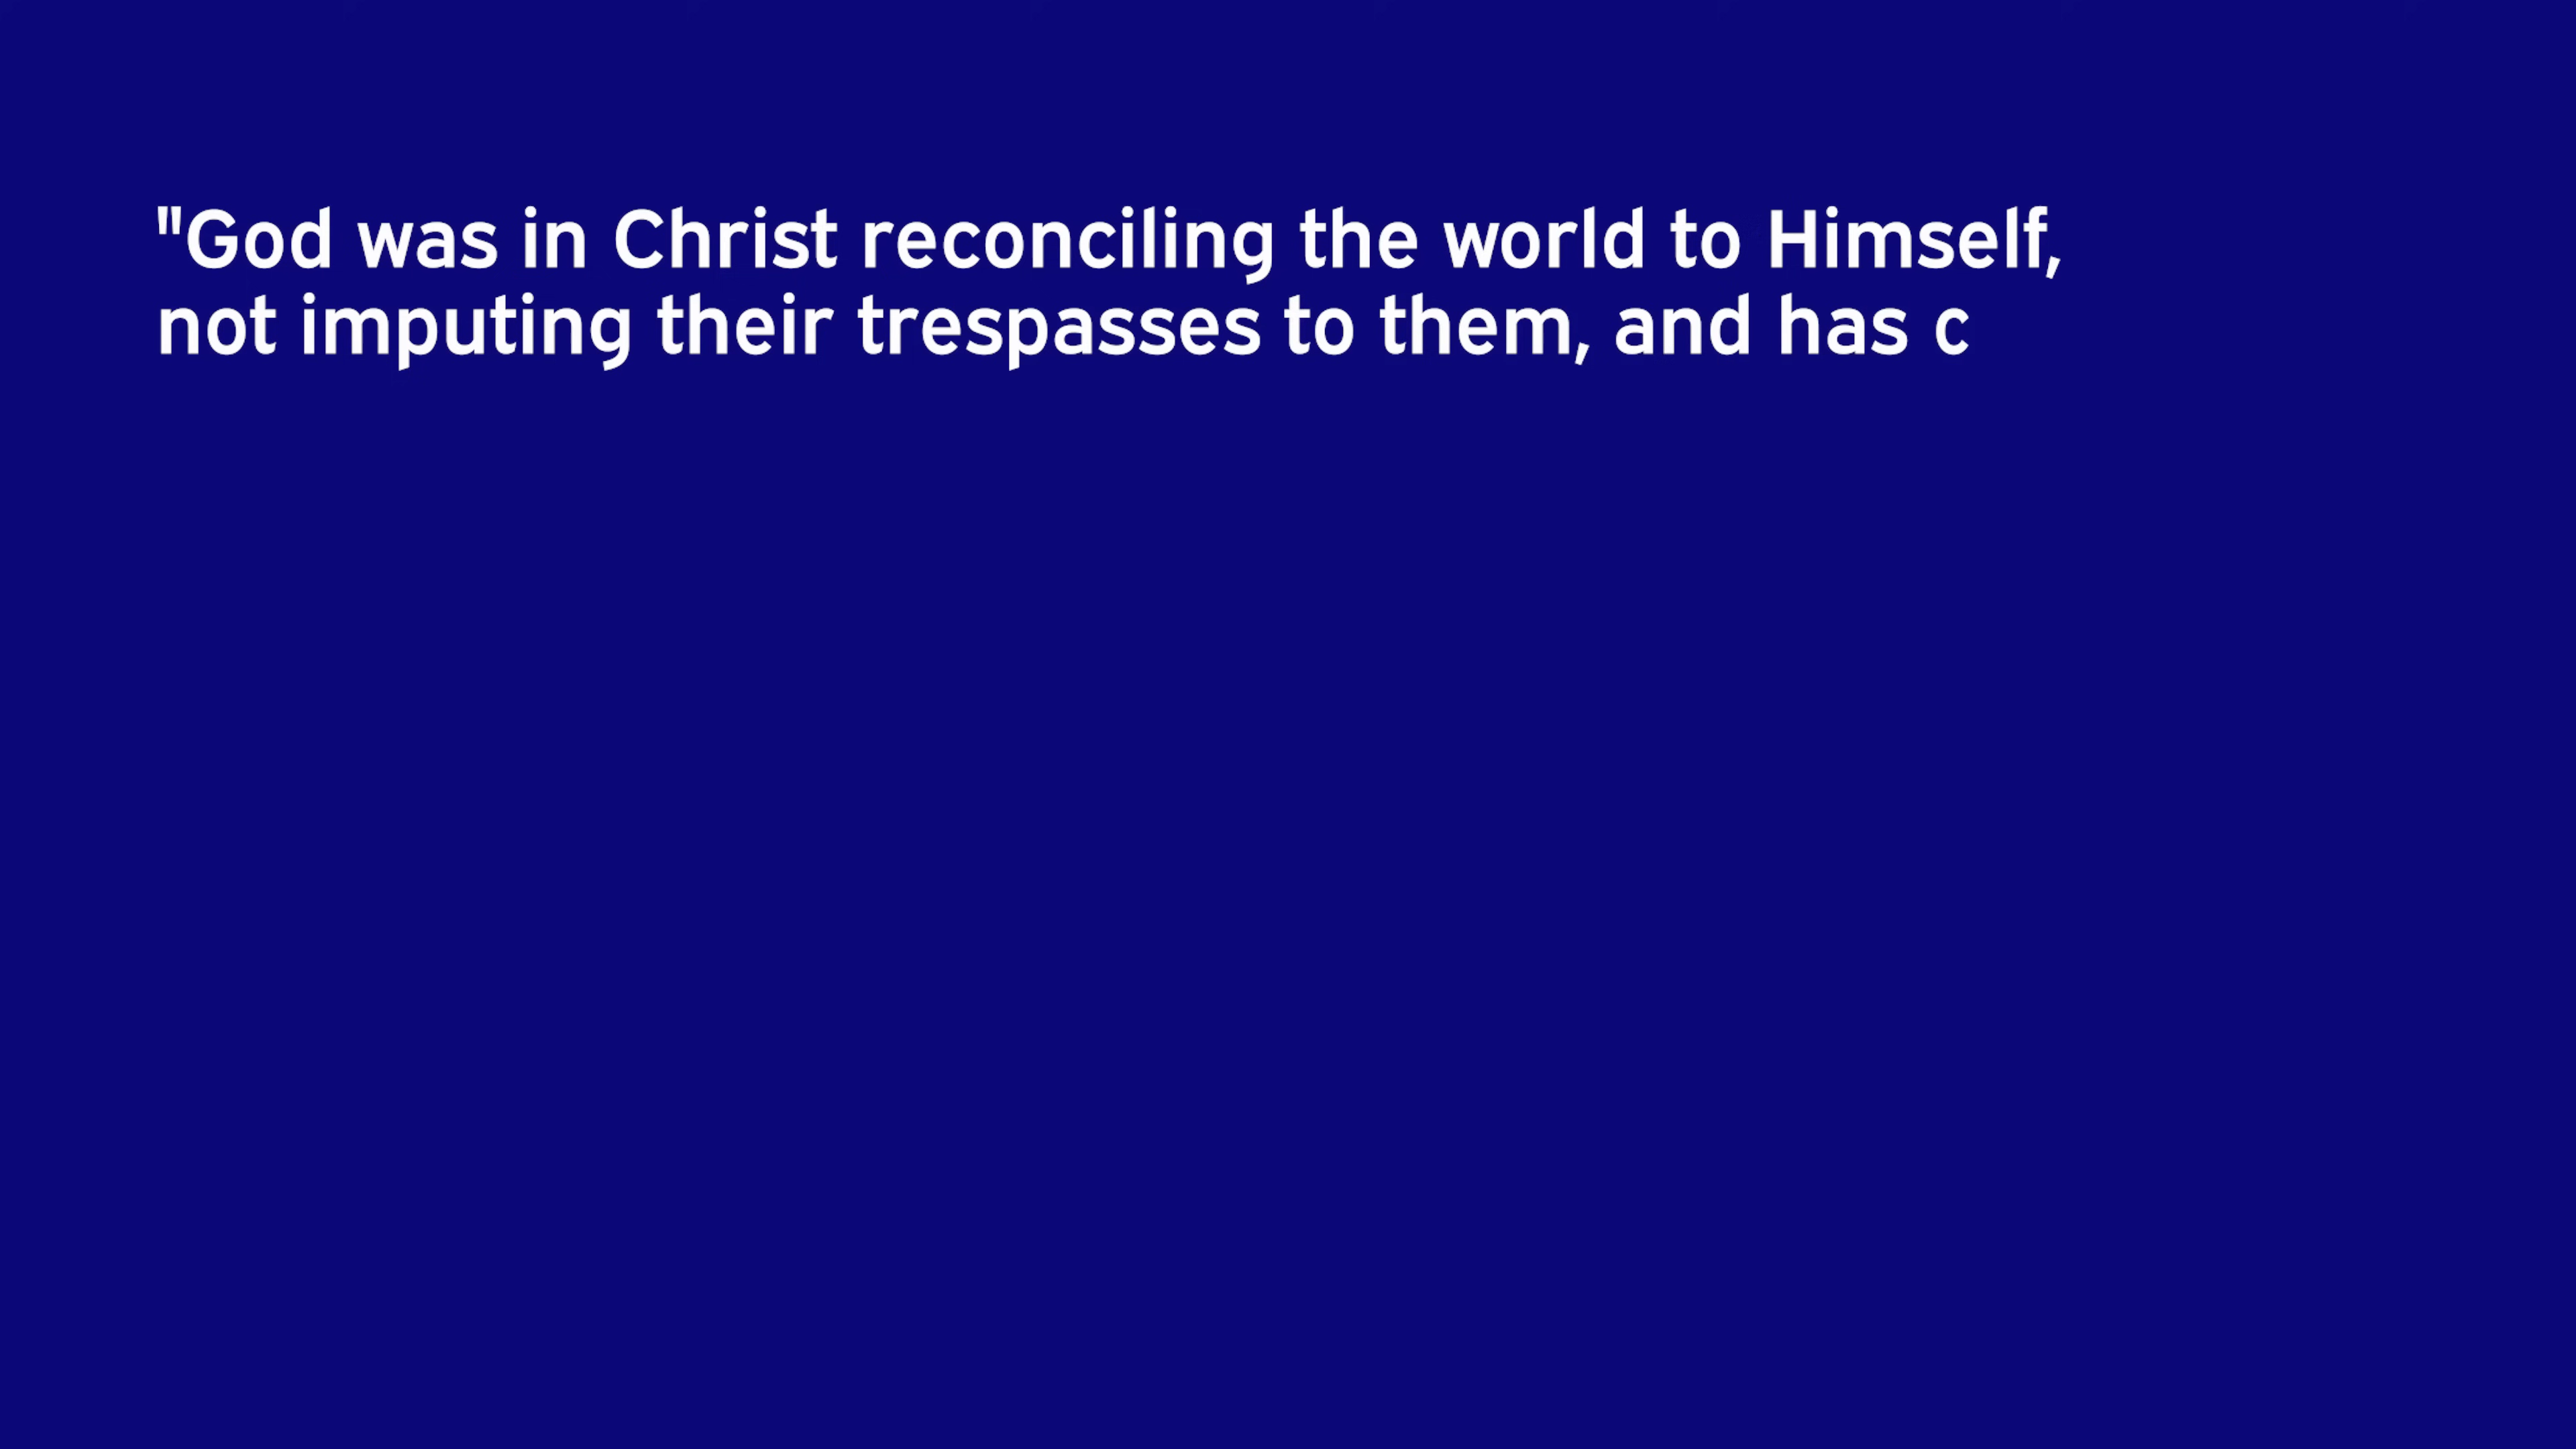 "God was in Christ reconciling the world to Himself,
not imputing their trespasses to them, and has c